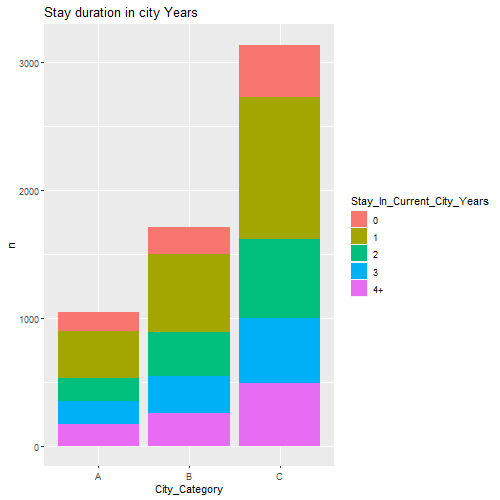 Stay duration in city Years
3000
2000
1000
0
n
A B C
City_Category
Stay_In_Current_City_Years
0
1
2
3
4+